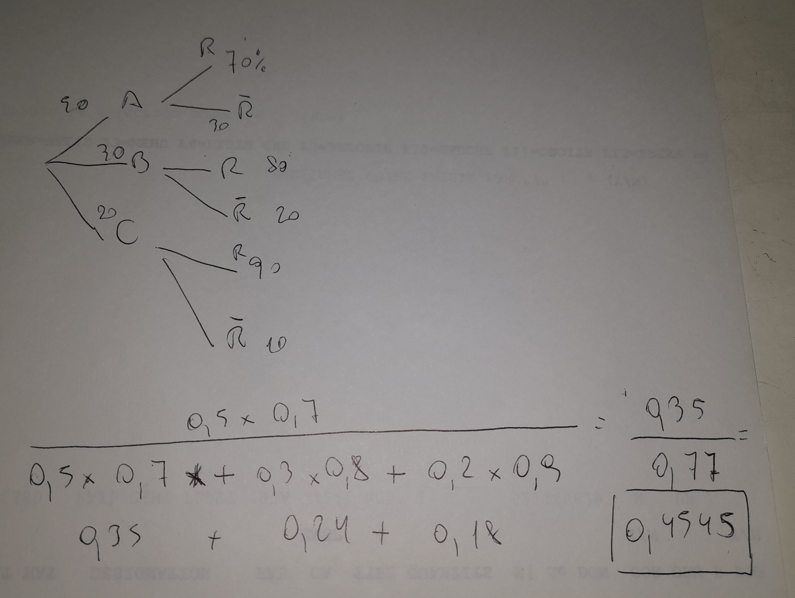 R 70%
50 A
R̄
30
30 B R 80
R̄ 20
20 C
R 90
R̄ 10
0,5 x 0,7 = 0,35
0,5 x 0,7 + 0,3 x 0,8 + 0,2 x 0,9 0,77 =
0,35 + 0,24 + 0,18 0,4545